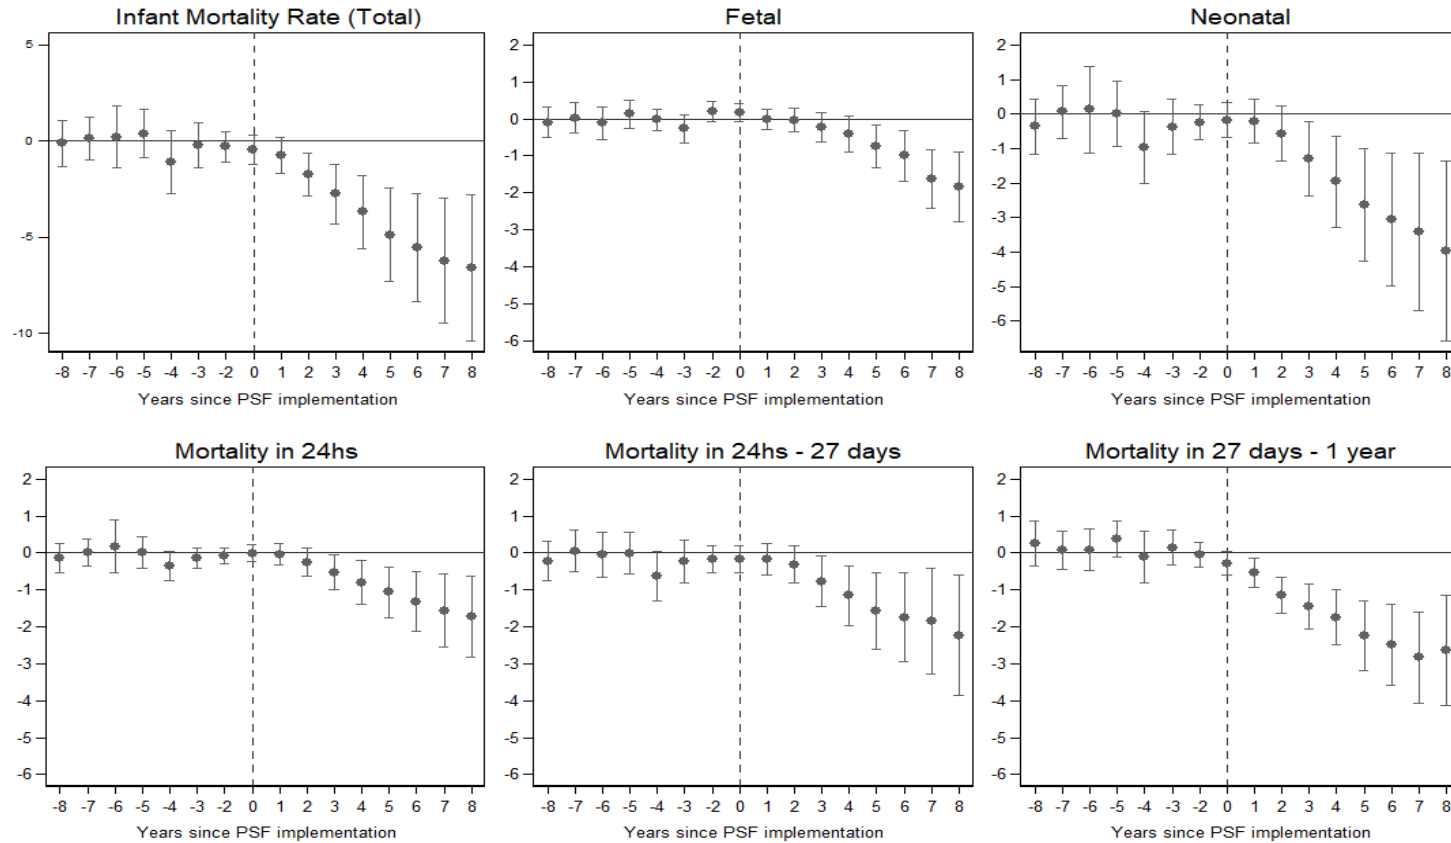 Infant Mortality Rate (Total)
5
0
-5
-10
-8 -7 -6 -5 -4 -3 -2 0 1 2 3 4 5 6 7 8
Years since PSF implementation
Fetal
2
1
0
-1
-2
-3
-4
-5
-6
-8 -7 -6 -5 -4 -3 -2 0 1 2 3 4 5 6 7 8
Years since PSF implementation
Neonatal
2
1
0
-1
-2
-3
-4
-5
-6
-8 -7 -6 -5 -4 -3 -2 0 1 2 3 4 5 6 7 8
Years since PSF implementation
Mortality in 24hs
2
1
0
-1
-2
-3
-4
-5
-6
-8 -7 -6 -5 -4 -3 -2 0 1 2 3 4 5 6 7 8
Years since PSF implementation
Mortality in 24hs - 27 days
2
1
0
-1
-2
-3
-4
-5
-6
-8 -7 -6 -5 -4 -3 -2 0 1 2 3 4 5 6 7 8
Years since PSF implementation
Mortality in 27 days - 1 year
2
1
0
-1
-2
-3
-4
-5
-6
-8 -7 -6 -5 -4 -3 -2 0 1 2 3 4 5 6 7 8
Years since PSF implementation